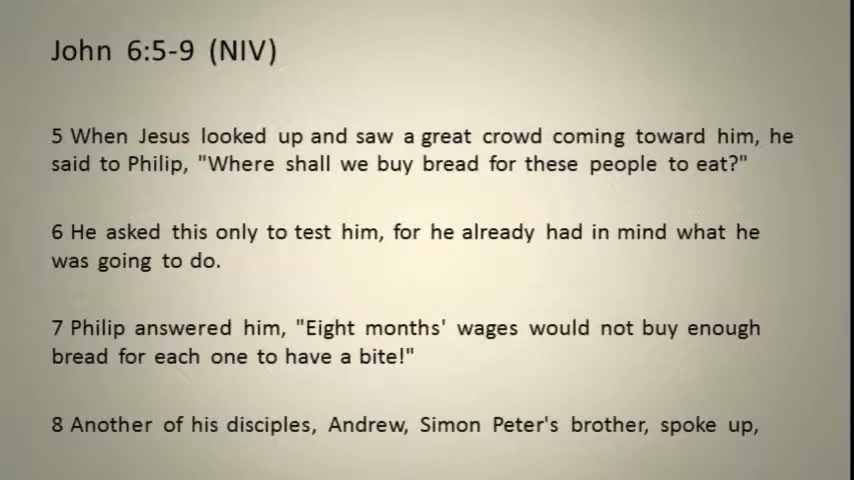 John 6:5-9 (NIV)
5 When Jesus looked up and saw a great crowd coming toward him, he
said to Philip, "Where shall we buy bread for these people to eat?"
6 He asked this only to test him, for he already had in mind what he
was going to do.
7 Philip answered him, "Eight months' wages would not buy enough
bread for each one to have a bite!"
8 Another of his disciples, Andrew, Simon Peter's brother, spoke up,